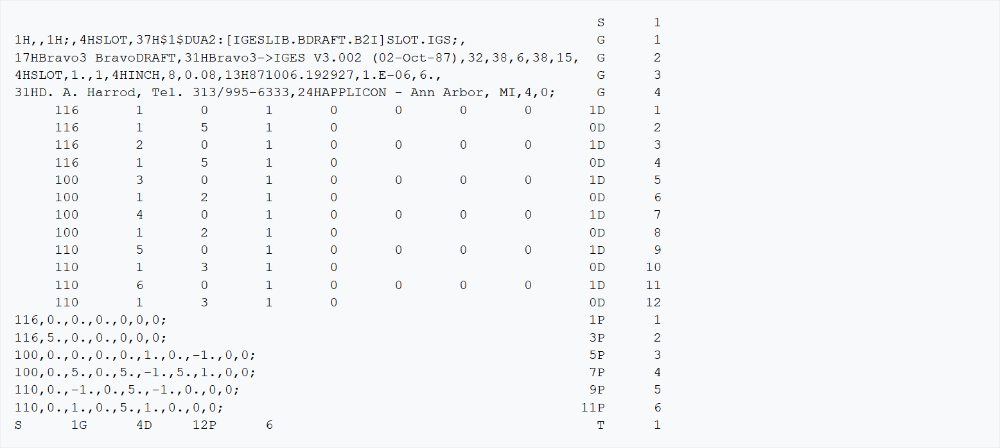 S 1
1H,,1H;,4HSLOT,37H$1$DUA2:[IGESLIB.BDRAFT.B2I]SLOT.IGS;, G 1
17HBravo3 BravoDRAFT,31HBravo3->IGES V3.002 (02-Oct-87),32,38,6,38,15, G 2
4HSLOT,1.,1,4HINCH,8,0.08,13H871006.192927,1.E-06,6., G 3
31HD. A. Harrod, Tel. 313/995-6333,24HAPPLICON - Ann Arbor, MI,4,0; G 4
116 1 0 1 0 0 0 0 1D 1
116 1 5 1 0 0D 2
116 2 0 1 0 0 0 0 1D 3
116 1 5 1 0 0D 4
100 3 0 1 0 0 0 0 1D 5
100 1 2 1 0 0D 6
100 4 0 1 0 0 0 0 1D 7
100 1 2 1 0 0D 8
110 5 0 1 0 0 0 0 1D 9
110 1 3 1 0 0D 10
110 6 0 1 0 0 0 0 1D 11
110 1 3 1 0 0D 12
116,0.,0.,0.,0,0,0; 1P 1
116,5.,0.,0.,0,0,0; 3P 2
100,0.,0.,0.,0.,1.,0.,-1.,0,0; 5P 3
100,0.,5.,0.,5.,-1.,5.,1.,0,0; 7P 4
110,0.,-1.,0.,5.,-1.,0.,0,0; 9P 5
110,0.,1.,0.,5.,1.,0.,0,0; 11P 6
S 1G 4D 12P 6 T 1